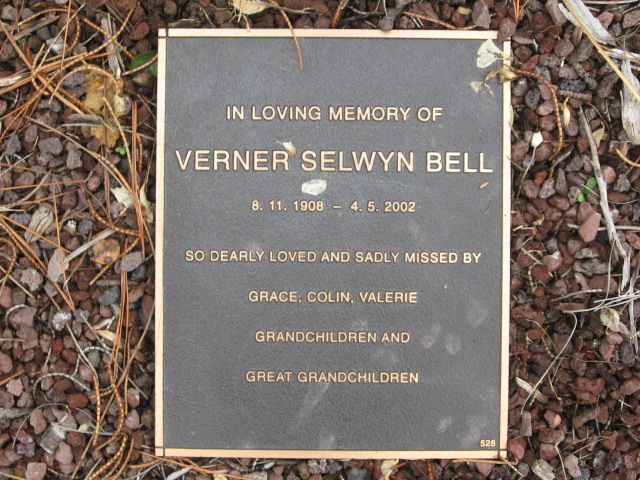 IN LOVING MEMORY OF
VERNER SELWYN BELL
8. 11. 1908 – 4. 5. 2002
SO DEARLY LOVED AND SADLY MISSED BY
GRACE, COLIN, VALERIE
GRANDCHILDREN AND
GREAT GRANDCHILDREN
528